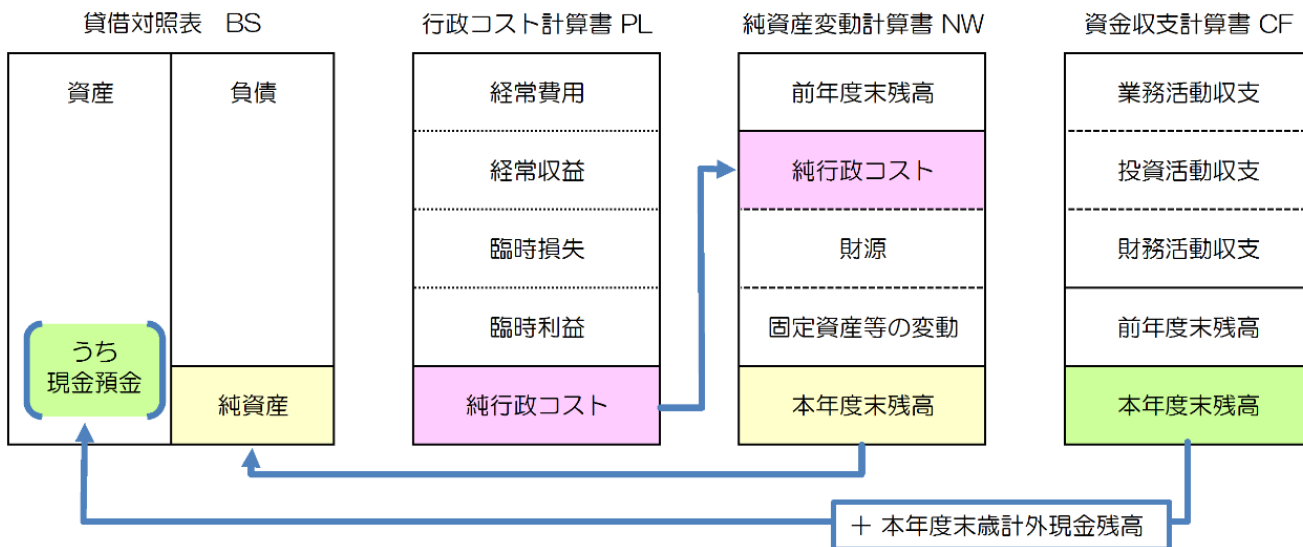 貸借対照表　BS
資産
負債
うち
現金預金
純資産
行政コスト計算書 PL
経常費用
経常収益
臨時損失
臨時利益
純行政コスト
純資産変動計算書 NW
前年度末残高
純行政コスト
財源
固定資産等の変動
本年度末残高
資金収支計算書 CF
業務活動収支
投資活動収支
財務活動収支
前年度末残高
本年度末残高
＋ 本年度末歳計外現金残高